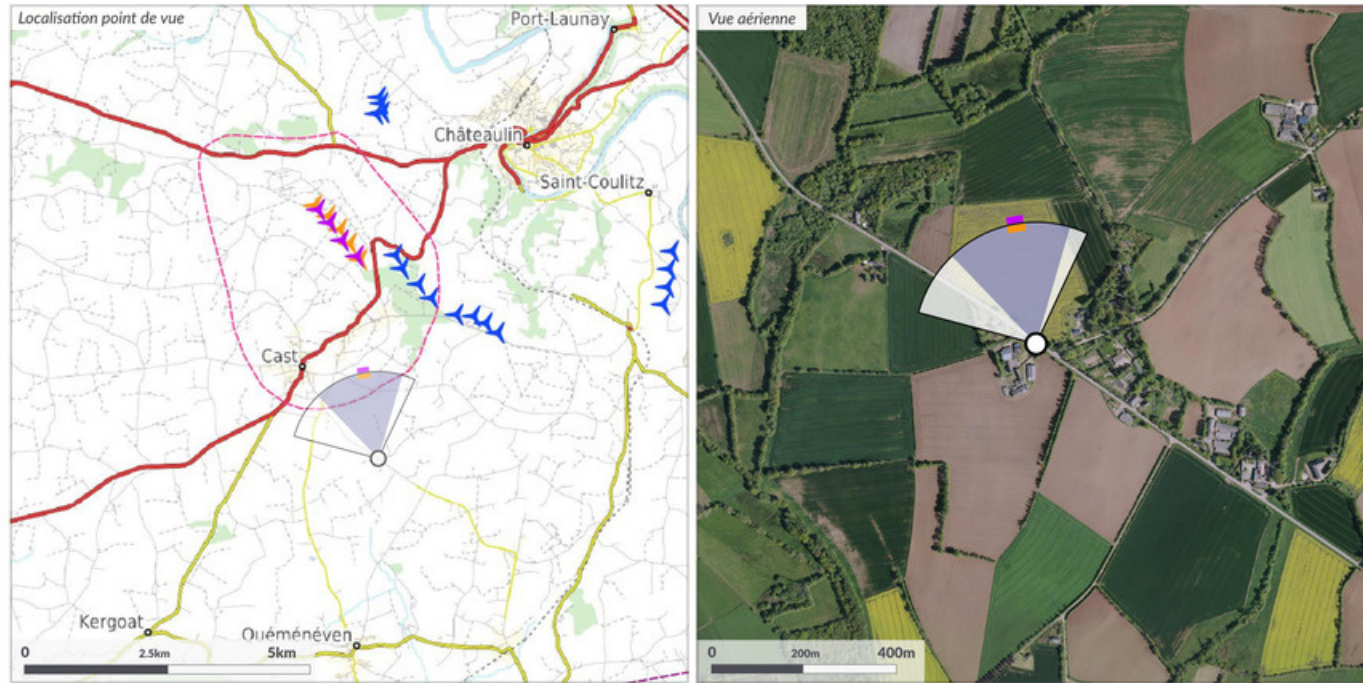 Localisation point de vue
Port-Launay
Châteaulin
Saint-Coulitz
Cast
Kergoat
Quéménéven
0
2.5km
5km
Vue aérienne
0
200m
400m